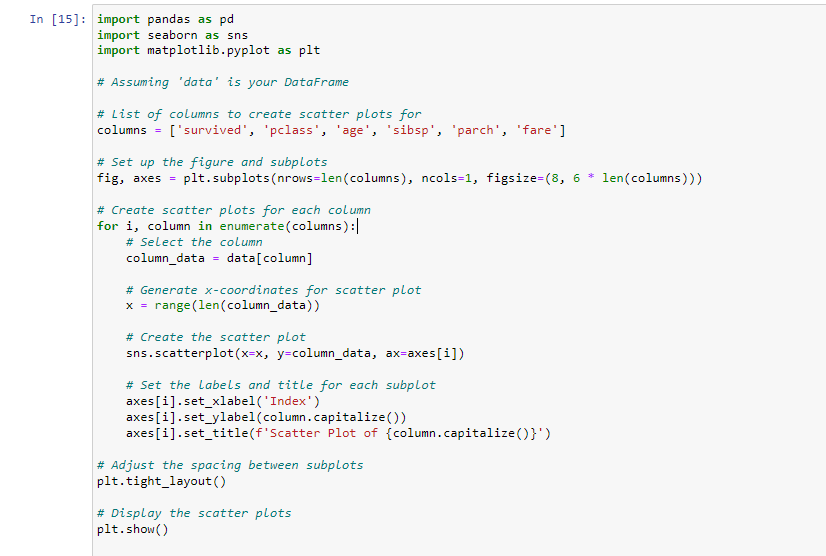 In [15]: import pandas as pd
import seaborn as sns
import matplotlib.pyplot as plt

# Assuming 'data' is your DataFrame

# List of columns to create scatter plots for
columns = ['survived', 'pclass', 'age', 'sibsp', 'parch', 'fare']

# Set up the figure and subplots
fig, axes = plt.subplots(nrows=len(columns), ncols=1, figsize=(8, 6 * len(columns)))

# Create scatter plots for each column
for i, column in enumerate(columns):
    # Select the column
    column_data = data[column]

    # Generate x-coordinates for scatter plot
    x = range(len(column_data))

    # Create the scatter plot
    sns.scatterplot(x=x, y=column_data, ax=axes[i])

    # Set the labels and title for each subplot
    axes[i].set_xlabel('Index')
    axes[i].set_ylabel(column.capitalize())
    axes[i].set_title(f'Scatter Plot of {column.capitalize()}')

# Adjust the spacing between subplots
plt.tight_layout()

# Display the scatter plots
plt.show()